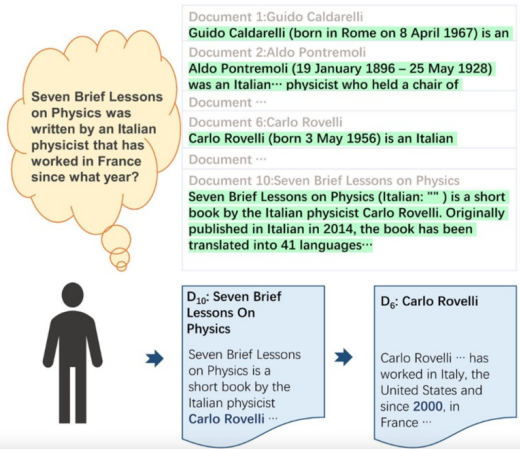 Seven Brief Lessons
on Physics was
written by an Italian
physicist that has
worked in France
since what year?
Document 1:Guido Caldarelli
Guido Caldarelli (born in Rome on 8 April 1967) is an
Document 2:Aldo Pontremoli
Aldo Pontremoli (19 January 1896 – 25 May 1928)
was an Italian⋯ physicist who held a chair of
Document ⋯
Document 6:Carlo Rovelli
Carlo Rovelli (born 3 May 1956) is an Italian
Document ⋯
Document 10:Seven Brief Lessons on Physics
Seven Brief Lessons on Physics (Italian: "" ) is a short
book by the Italian physicist Carlo Rovelli. Originally
published in Italian in 2014, the book has been
translated into 41 languages⋯
D10: Seven Brief
Lessons On
Physics
Seven Brief Lessons
on Physics is a
short book by the
Italian physicist
Carlo Rovelli ⋯
D6: Carlo Rovelli
Carlo Rovelli ⋯ has
worked in Italy, the
United States and
since 2000, in
France ⋯